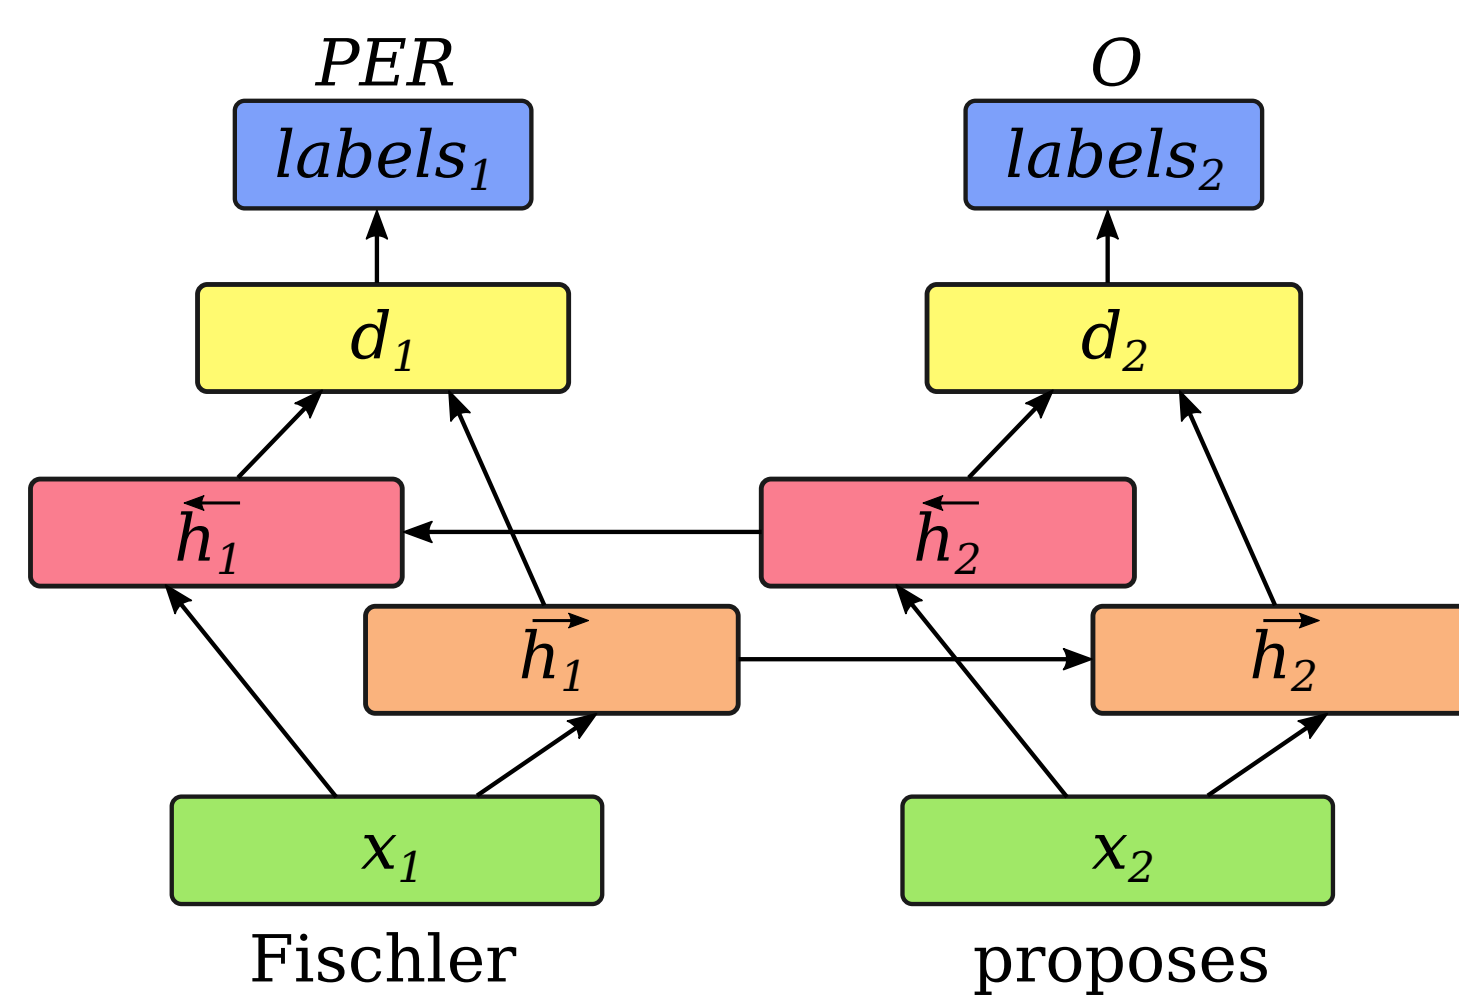 PER O
labels1 labels2
d1 d2
h1 h2
h1 h2
x1 x2
Fischler proposes